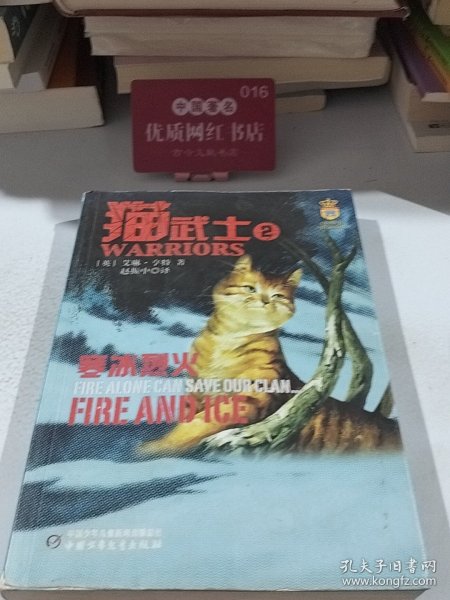 016
中国著名
优质网红书店
猫武士2
WARRIORS
[英] 艾琳·亨特 著
赵振中 译
寒冰烈火
FIRE ALONE CAN SAVE OUR CLAN...
FIRE AND ICE
中国少年儿童新闻出版总社
中国少年儿童出版社
孔夫子旧书网
www.kongfz.com